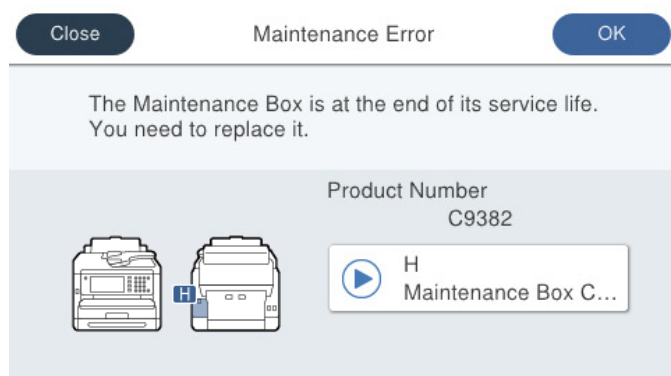 Close
Maintenance Error
OK
The Maintenance Box is at the end of its service life.
You need to replace it.
Product Number
C9382
H
H
Maintenance Box C...